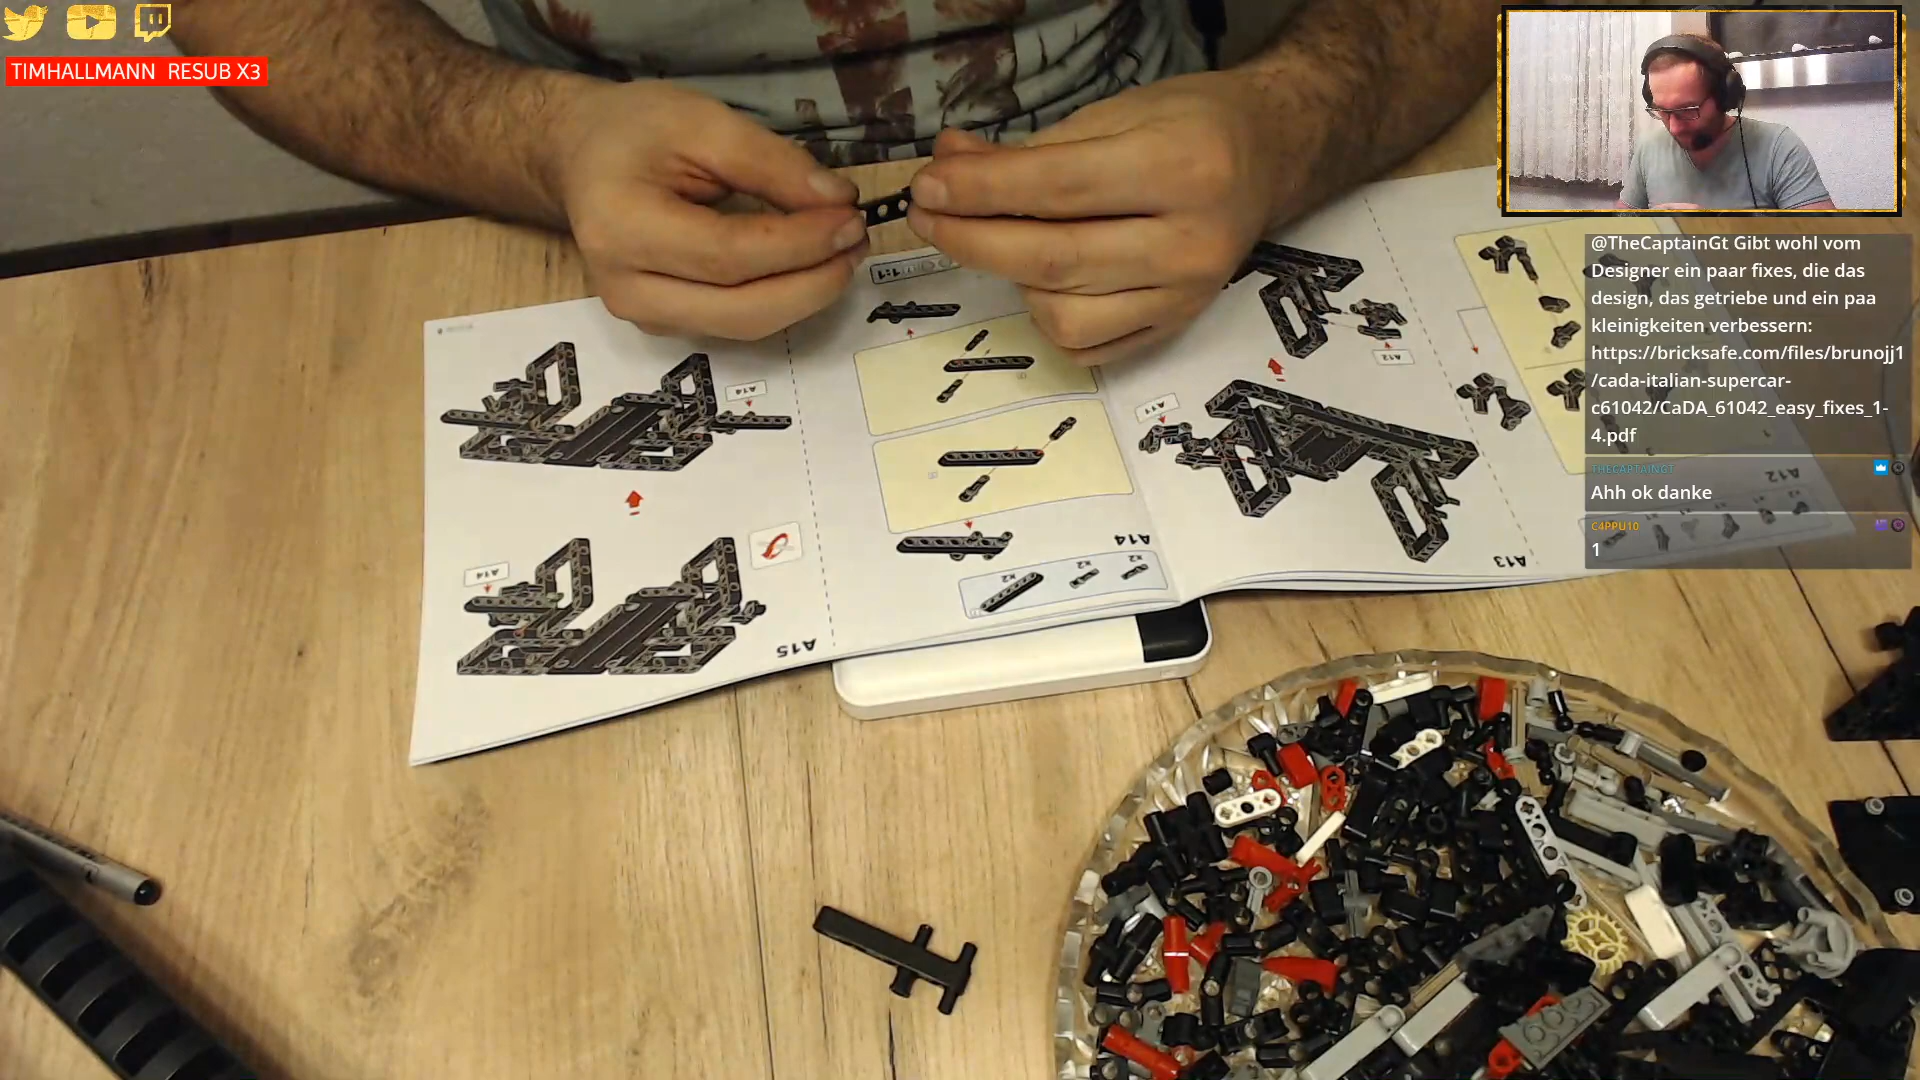 TIMHALLMANN RESUB X3
@TheCaptainGt Gibt wohl vom
Designer ein paar fixes, die das
design, das getriebe und ein paa
kleinigkeiten verbessern:
https://bricksafe.com/files/brunojj1
/cada-italian-supercar-
c61042/CaDA_61042_easy_fixes_1-
4.pdf
THECAPTAINGT
Ahh ok danke
C4PPU10
1
1:1
A14
A12
A11
A14
x2
x2
x2
A14
A13
A12
A15